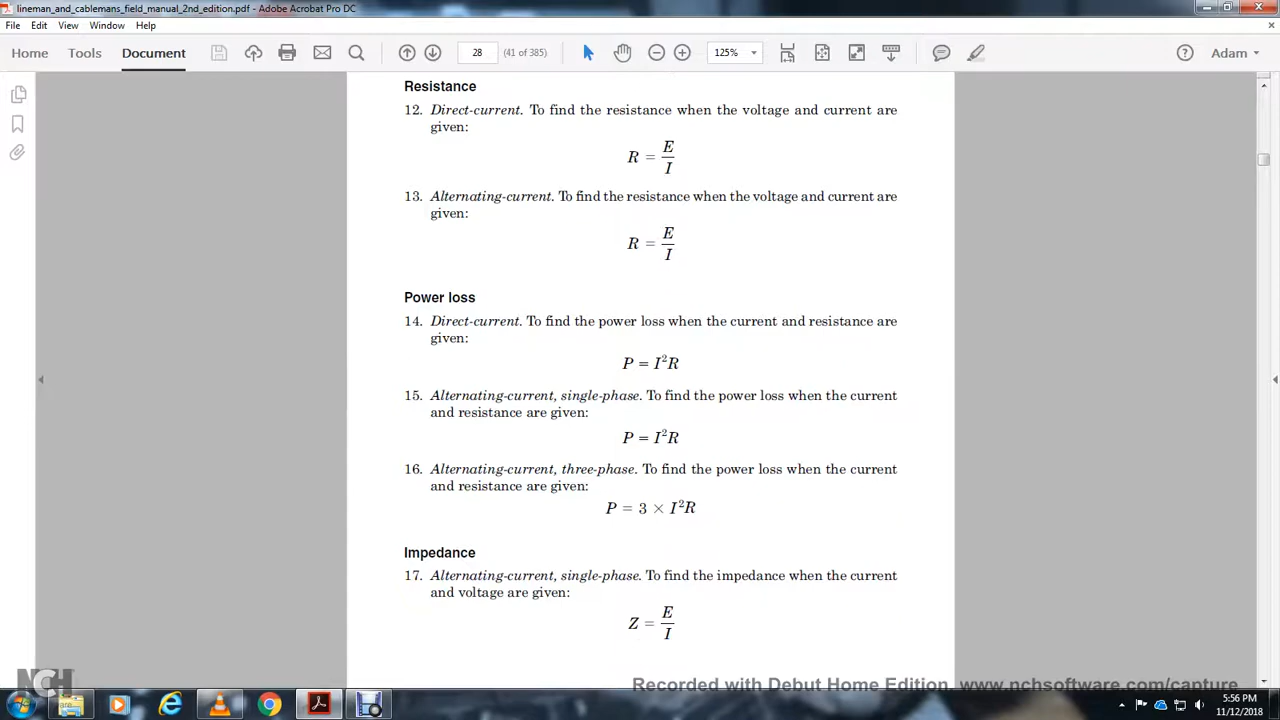 lineman_and_cablemans_field_manual_2nd_edition.pdf - Adobe Acrobat Pro DC
File Edit View Window Help
Home Tools Document 28 (41 of 385) 125% Adam
Resistance
12. Direct-current. To find the resistance when the voltage and current are
given:
R = E/I
13. Alternating-current. To find the resistance when the voltage and current are
given:
R = E/I
Power loss
14. Direct-current. To find the power loss when the current and resistance are
given:
P = I²R
15. Alternating-current, single-phase. To find the power loss when the current
and resistance are given:
P = I²R
16. Alternating-current, three-phase. To find the power loss when the current
and resistance are given:
P = 3 × I²R
Impedance
17. Alternating-current, single-phase. To find the impedance when the current
and voltage are given:
Z = E/I
NCH
Recorded with Debut Home Edition. www.nchsoftware.com/capture
5:56 PM
11/12/2018